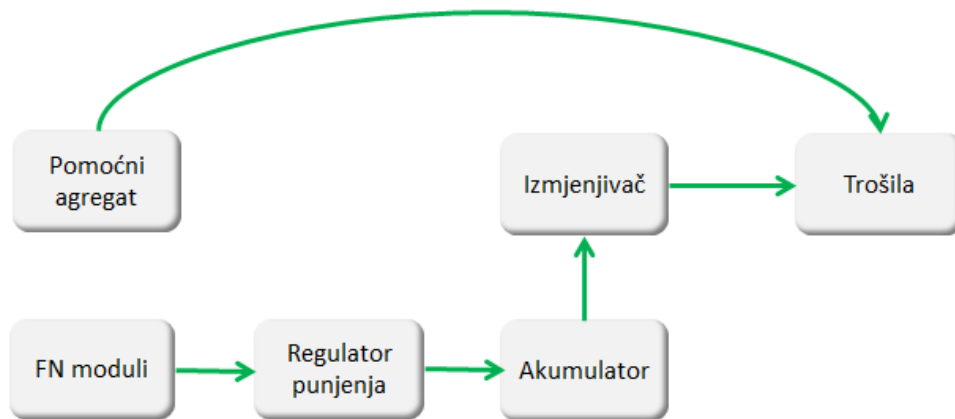 Pomoćni
agregat
Izmjenjivač
Trošila
FN moduli
Regulator
punjenja
Akumulator